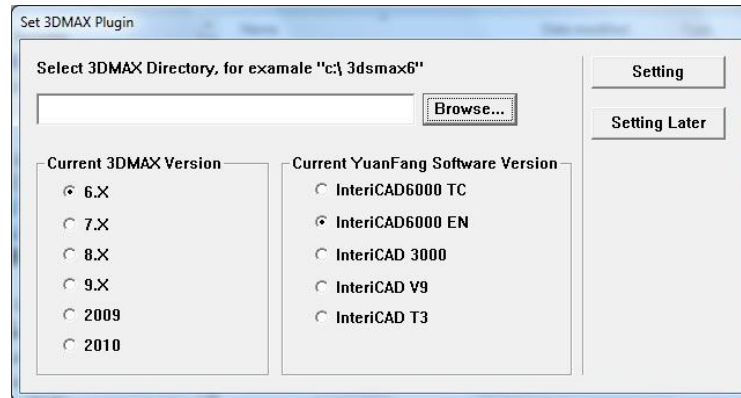 Set 3DMAX Plugin
Select 3DMAX Directory, for examale "c:\ 3dsmax6"
Browse...
Setting
Setting Later
Current 3DMAX Version
6.X
7.X
8.X
9.X
2009
2010
Current YuanFang Software Version
InteriCAD6000 TC
InteriCAD6000 EN
InteriCAD 3000
InteriCAD V9
InteriCAD T3